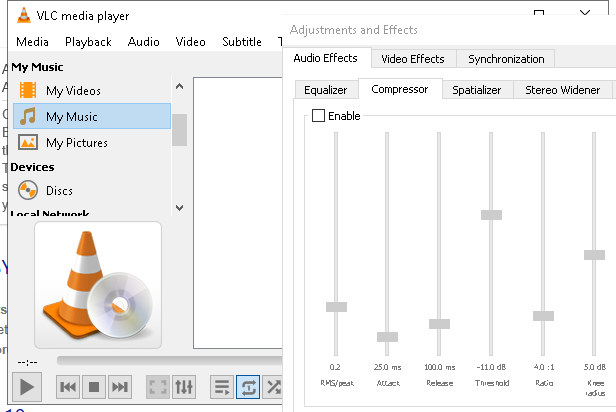 VLC media player
Media Playback Audio Video Subtitle T
My Music
My Videos
My Music
My Pictures
Devices
Discs
Local Network
--:--
Adjustments and Effects
Audio Effects Video Effects Synchronization
Equalizer Compressor Spatializer Stereo Widener
Enable
0.2 25.0 ms 100.0 ms -11.0 dB 4.0 :1 5.0 dB
RMS/peak Attack Release Threshold Ratio Knee
radius